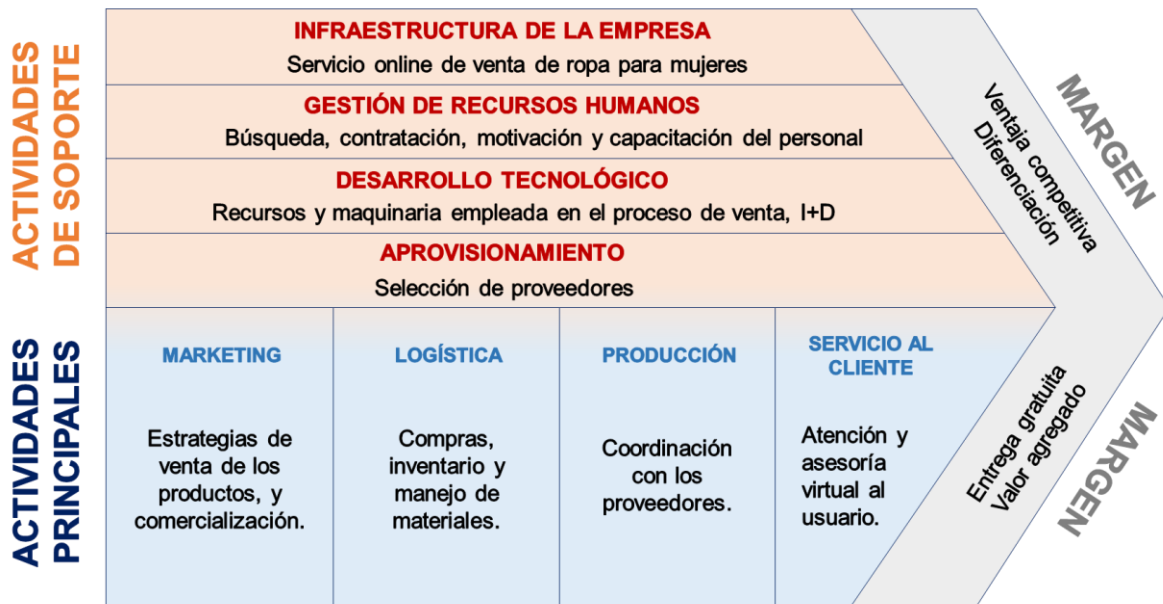 ACTIVIDADES
DE SOPORTE
INFRAESTRUCTURA DE LA EMPRESA
Servicio online de venta de ropa para mujeres
GESTIÓN DE RECURSOS HUMANOS
Búsqueda, contratación, motivación y capacitación del personal
DESARROLLO TECNOLÓGICO
Recursos y maquinaria empleada en el proceso de venta, I+D
APROVISIONAMIENTO
Selección de proveedores
Ventaja competitiva
Diferenciación
MARGEN
ACTIVIDADES
PRINCIPALES
MARKETING
Estrategias de
venta de los
productos, y
comercialización.
LOGÍSTICA
Compras,
inventario y
manejo de
materiales.
PRODUCCIÓN
Coordinación
con los
proveedores.
SERVICIO AL
CLIENTE
Atención y
asesoría
virtual al
usuario.
Entrega gratuita
Valor agregado
MARGEN